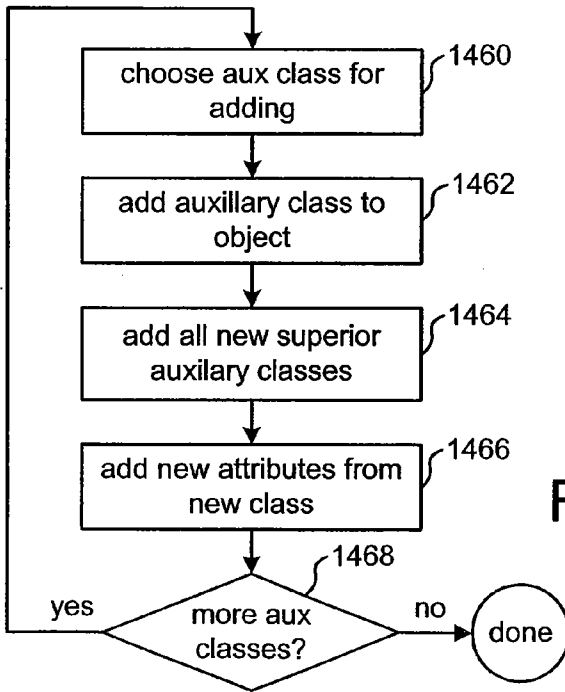 choose aux class for
adding
1460
add auxillary class to
object
1462
add all new superior
auxilary classes
1464
add new attributes from
new class
1466
1468
yes
more aux
classes?
no
done
F